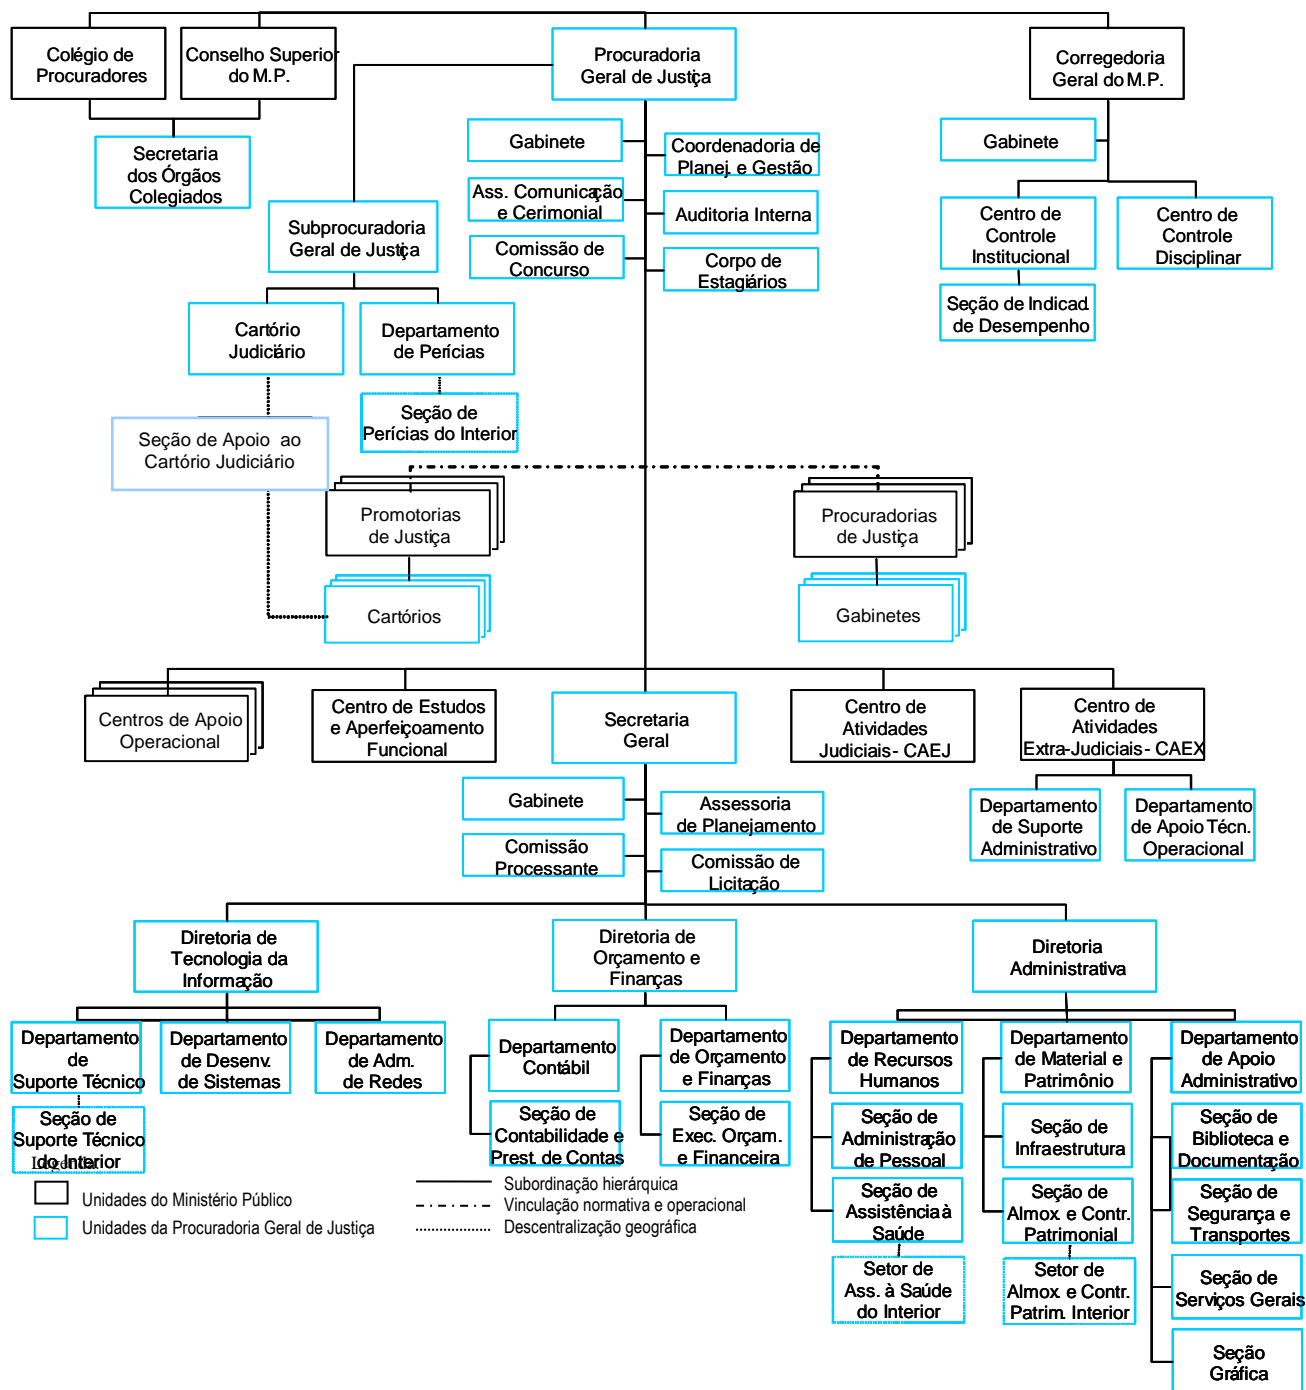 Colégio de
Procuradores
Conselho Superior
do M.P.
Procuradoria
Geral de Justiça
Corregedoria
Geral do M.P.
Secretaria
dos Órgãos
Colegiados
Gabinete
Coordenadoria de
Planej. e Gestão
Gabinete
Ass. Comunicação
e Cerimonial
Auditoria Interna
Subprocuradoria
Geral de Justiça
Centro de
Controle
Institucional
Centro de
Controle
Disciplinar
Comissão de
Concurso
Corpo de
Estagiários
Seção de Indicad.
de Desempenho
Cartório
Judiciário
Departamento
de Perícias
Seção de
Perícias do Interior
Seção de Apoio ao
Cartório Judiciário
Promotorias
de Justiça
Procuradorias
de Justiça
Cartórios
Gabinetes
Centros de Apoio
Operacional
Centro de Estudos
e Aperfeiçoamento
Funcional
Secretaria
Geral
Centro de
Atividades
Judiciais - CAEJ
Centro de
Atividades
Extra-Judiciais - CAEX
Gabinete
Assessoria
de Planejamento
Departamento
de Suporte
Administrativo
Departamento
de Apoio Técn.
Operacional
Comissão
Processante
Comissão de
Licitação
Diretoria de
Tecnologia da
Informação
Diretoria de
Orçamento e
Finanças
Diretoria
Administrativa
Departamento
de
Suporte Técnico
Departamento
de Desenv.
de Sistemas
Departamento
de Adm.
de Redes
Departamento
Contábil
Departamento
de Orçamento
e Finanças
Departamento
de Recursos
Humanos
Departamento
de Material e
Patrimônio
Departamento
de Apoio
Administrativo
Seção de
Suporte Técnico
do Interior
Seção de
Contabilidade e
Prest. de Contas
Seção de
Exec. Orçam.
e Financeira
Seção de
Administração
de Pessoal
Seção de
Infraestrutura
Seção de
Biblioteca e
Documentação
Legenda:
Unidades do Ministério Público
Unidades da Procuradoria Geral de Justiça
Subordinação hierárquica
Vinculação normativa e operacional
Descentralização geográfica
Seção de
Assistência à
Saúde
Seção de
Almox. e Contr.
Patrimonial
Seção de
Segurança e
Transportes
Setor de
Ass. à Saúde
do Interior
Setor de
Almox. e Contr.
Patrim. Interior
Seção de
Serviços Gerais
Seção
Gráfica